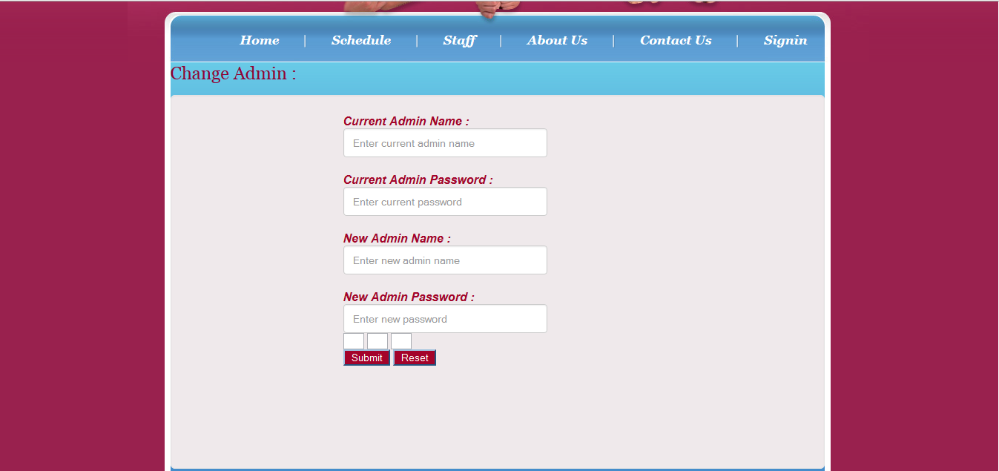 Home | Schedule | Staff | About Us | Contact Us | Signin
Change Admin :
Current Admin Name :
Enter current admin name
Current Admin Password :
Enter current password
New Admin Name :
Enter new admin name
New Admin Password :
Enter new password
Submit Reset